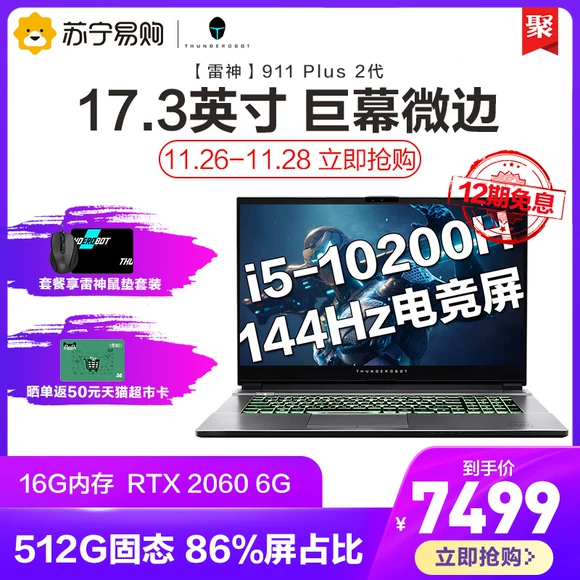 苏宁易购
THUNDEROBOT
聚
【雷神】911 Plus 2代
17.3英寸 巨幕微边
11.26-11.28 立即抢购
12期免息
i5-10200H
144Hz电竞屏
THUNDEROBOT
套餐享雷神鼠垫套装
晒单返50元天猫超市卡
16G内存 RTX 2060 6G
512G固态 86%屏占比
到手价
¥7499
立即抢购